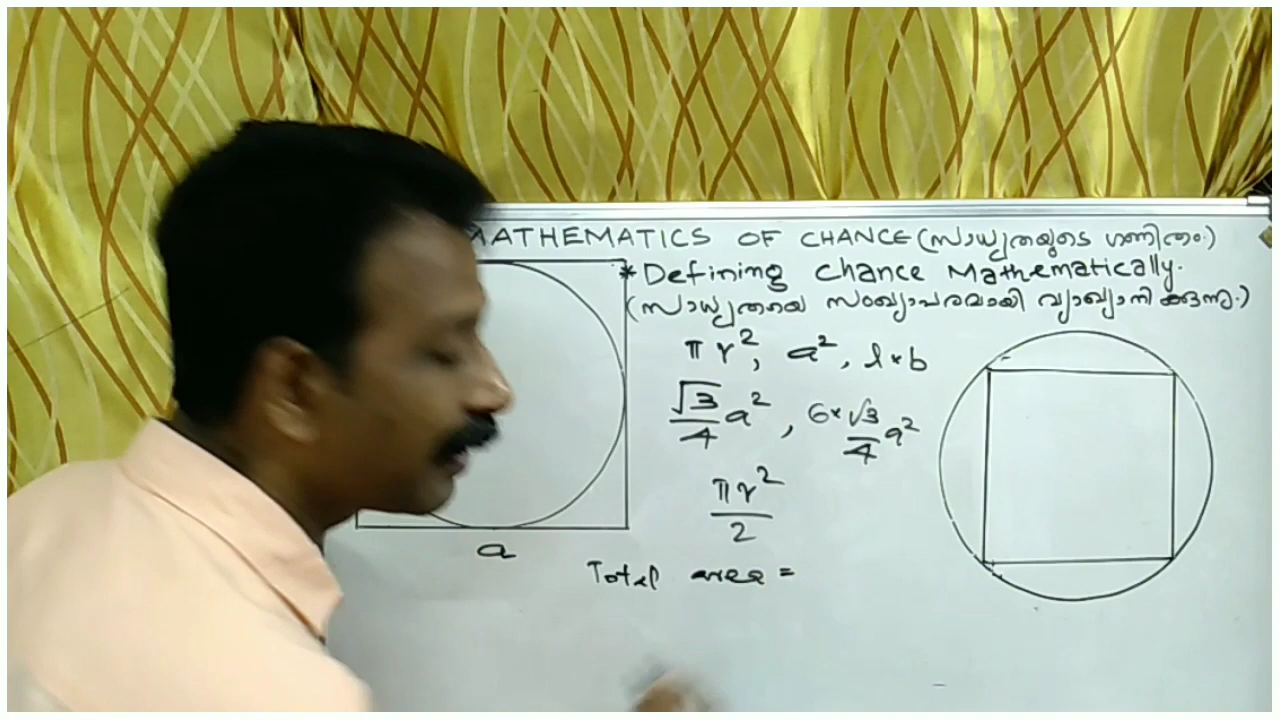 MATHEMATICS OF CHANCE (സാധ്യതയുടെ ഗണിതം.)
* Defining Chance Mathematically.
(സാധ്യതയെ സംഖ്യാപരമായി വ്യാഖ്യാനിക്കുന്നു.)
πr², a², l×b
√3/4 a², 6×√3/4 a²
πr²/2
a
Total area =